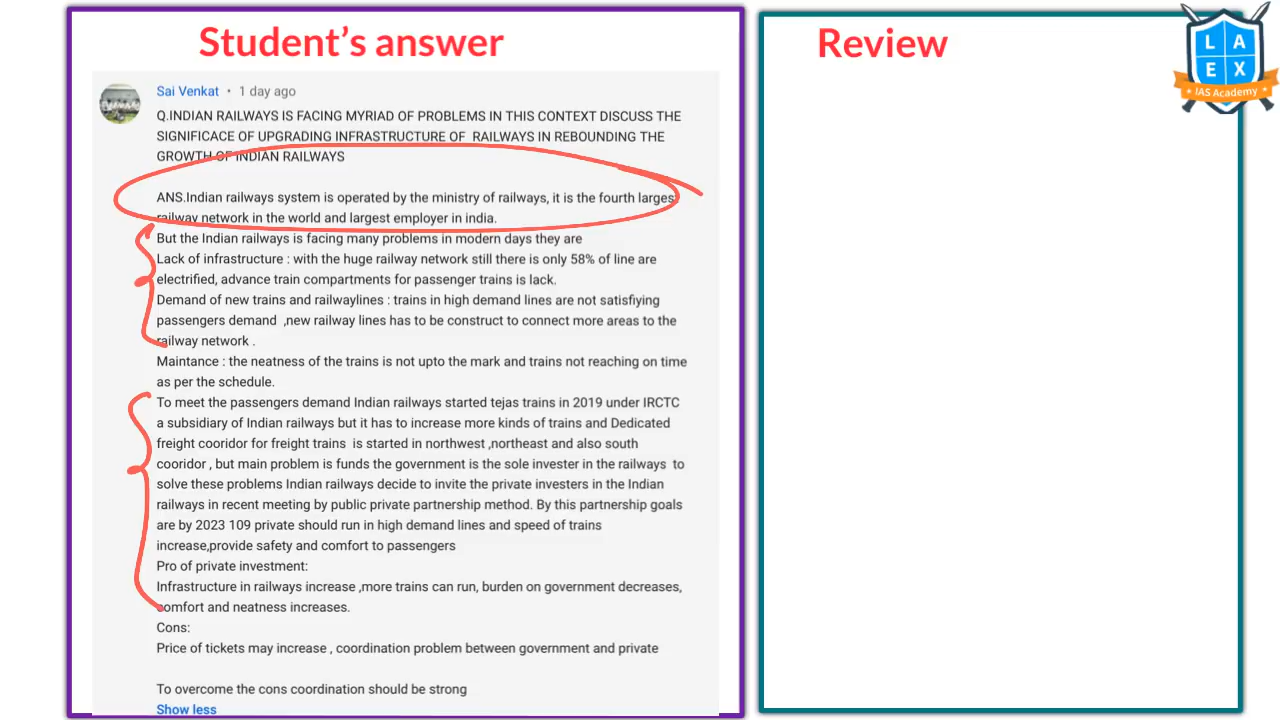 Student's answer
Sai Venkat • 1 day ago
Q.INDIAN RAILWAYS IS FACING MYRIAD OF PROBLEMS IN THIS CONTEXT DISCUSS THE
SIGNIFICACE OF UPGRADING INFRASTRUCTURE OF RAILWAYS IN REBOUNDING THE
GROWTH OF INDIAN RAILWAYS
ANS.Indian railways system is operated by the ministry of railways, it is the fourth larges
railway network in the world and largest employer in india.
But the Indian railways is facing many problems in modern days they are
Lack of infrastructure : with the huge railway network still there is only 58% of line are
electrified, advance train compartments for passenger trains is lack.
Demand of new trains and railwaylines : trains in high demand lines are not satisfiying
passengers demand ,new railway lines has to be construct to connect more areas to the
railway network .
Maintance : the neatness of the trains is not upto the mark and trains not reaching on time
as per the schedule.
To meet the passengers demand Indian railways started tejas trains in 2019 under IRCTC
a subsidiary of Indian railways but it has to increase more kinds of trains and Dedicated
freight cooridor for freight trains is started in northwest ,northeast and also south
cooridor , but main problem is funds the government is the sole invester in the railways to
solve these problems Indian railways decide to invite the private investers in the Indian
railways in recent meeting by public private partnership method. By this partnership goals
are by 2023 109 private should run in high demand lines and speed of trains
increase,provide safety and comfort to passengers
Pro of private investment:
Infrastructure in railways increase ,more trains can run, burden on government decreases,
comfort and neatness increases.
Cons:
Price of tickets may increase , coordination problem between government and private
To overcome the cons coordination should be strong
Show less
Review
L A
E X
IAS Academy